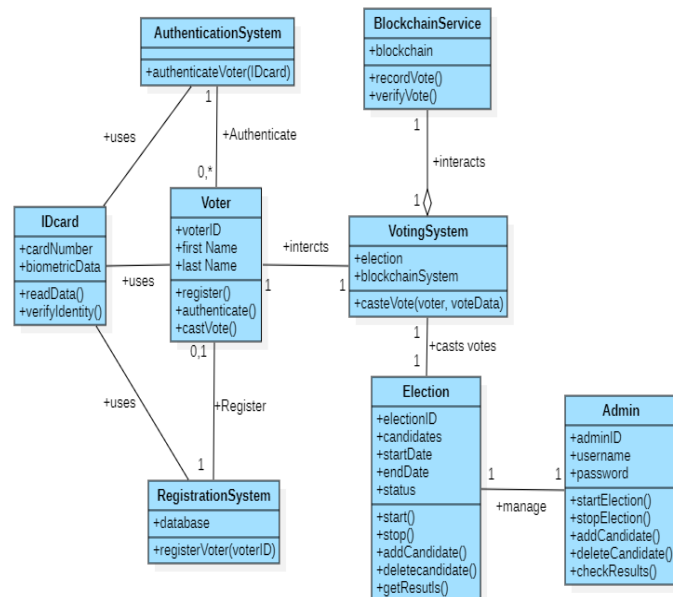 AuthenticationSystem
+authenticateVoter(IDcard)
BlockchainService
+blockchain
+recordVote()
+verifyVote()
1
+uses
+Authenticate
0,*
1
+interacts
1
IDcard
+cardNumber
+biometricData
+readData()
+verifyIdentity()
+uses
Voter
+voterID
+first Name
+last Name
+register()
+authenticate()
+castVote()
+intercts
1
1
VotingSystem
+election
+blockchainSystem
+casteVote(voter, voteData)
0,1
+uses
+Register
1
1
+casts votes
1
RegistrationSystem
+database
+registerVoter(voterID)
Election
+electionID
+candidates
+startDate
+endDate
+status
+start()
+stop()
+addCandidate()
+deletecandidate()
+getResutls()
1
1
+manage
Admin
+adminID
+username
+password
+startElection()
+stopElection()
+addCandidate()
+deleteCandidate()
+checkResults()